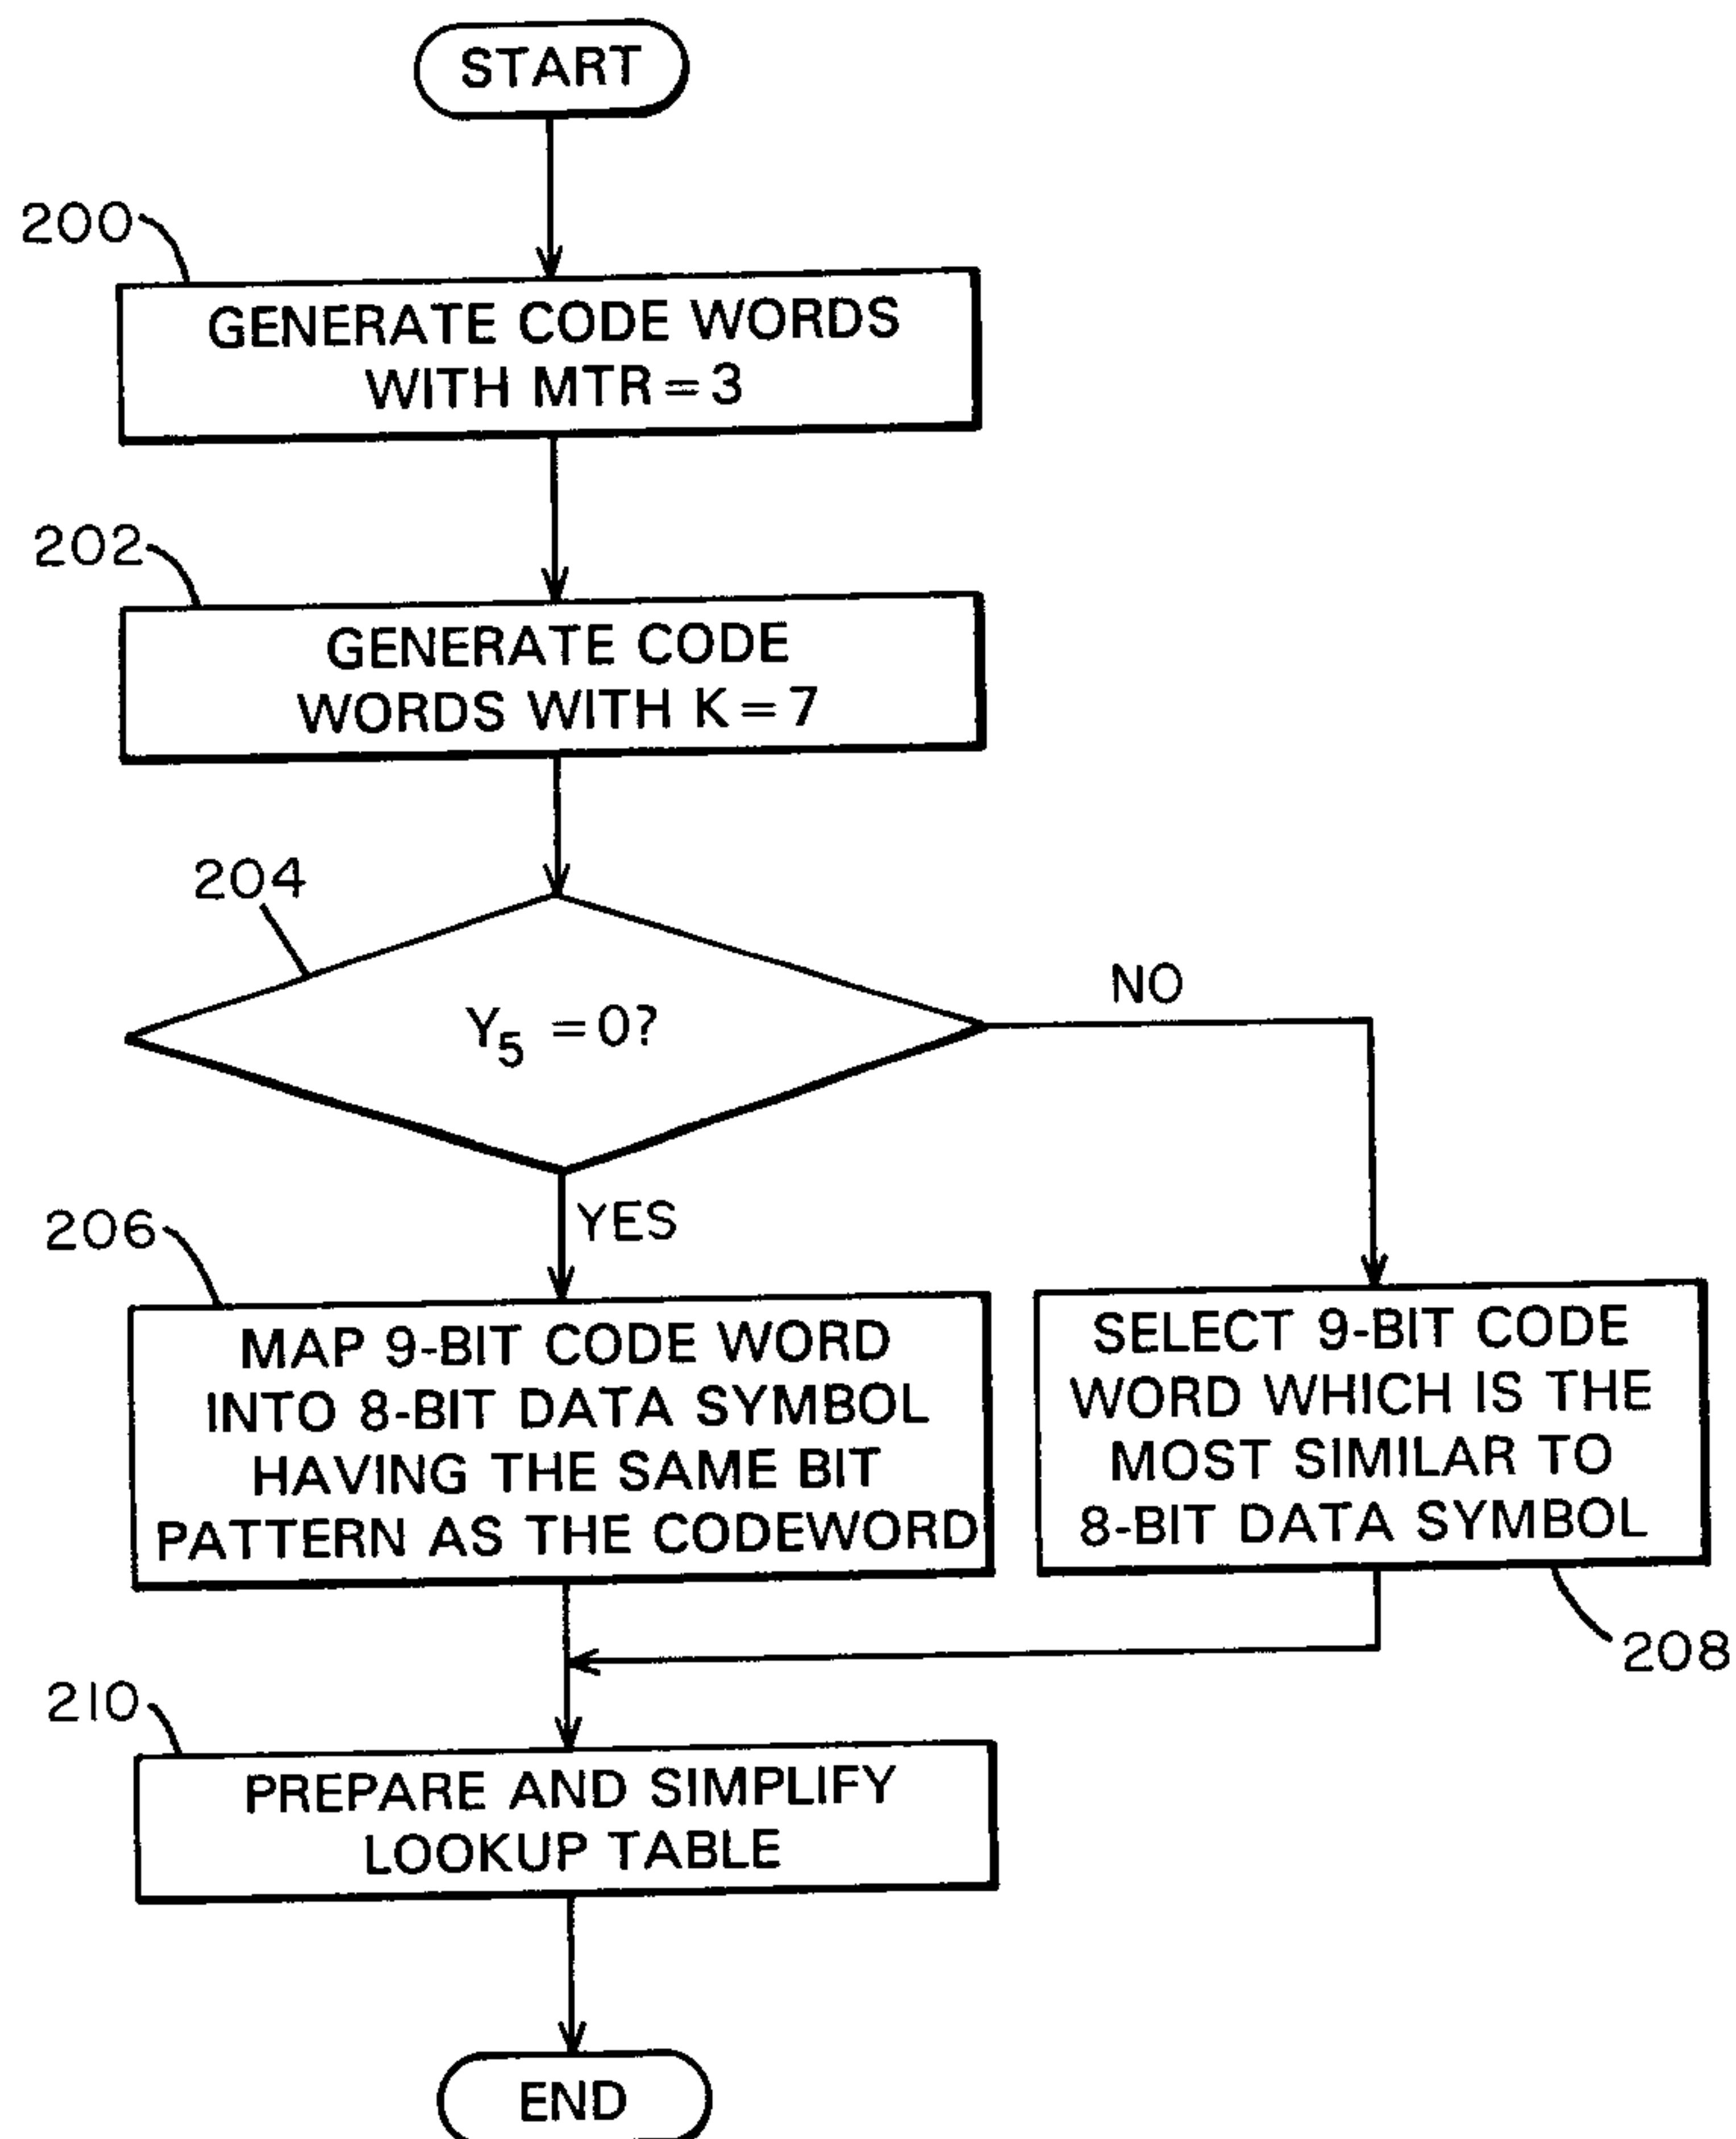 START
200
GENERATE CODE WORDS
WITH MTR=3
202
GENERATE CODE
WORDS WITH K=7
204
Y5 =0?
NO
YES
206
MAP 9-BIT CODE WORD
INTO 8-BIT DATA SYMBOL
HAVING THE SAME BIT
PATTERN AS THE CODEWORD
SELECT 9-BIT CODE
WORD WHICH IS THE
MOST SIMILAR TO
8-BIT DATA SYMBOL
208
210
PREPARE AND SIMPLIFY
LOOKUP TABLE
END